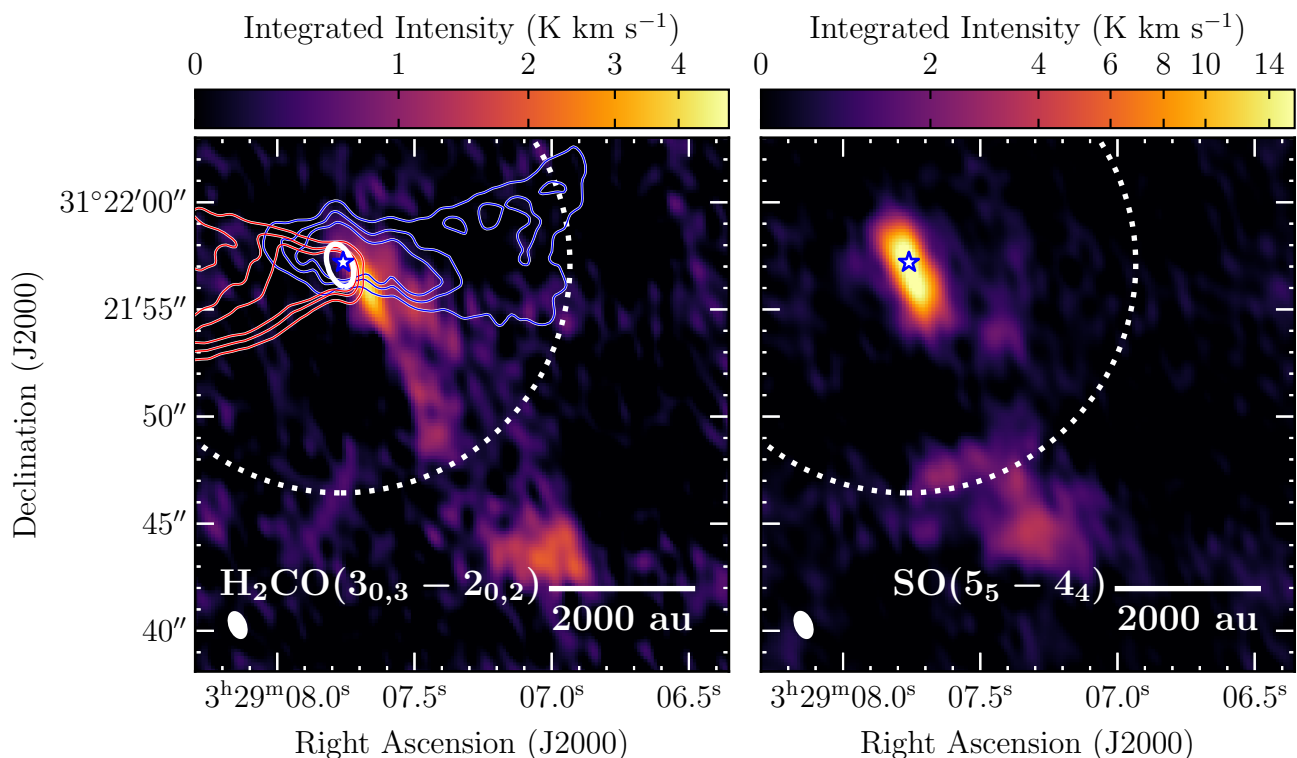 Integrated Intensity (K km s⁻¹) Integrated Intensity (K km s⁻¹)
0 1 2 3 4 0 2 4 6 8 10 14
31°22′00″
21′55″
50″
45″
40″
Declination (J2000)
H₂CO(3₀,₃ − 2₀,₂)
2000 au
SO(5₅ − 4₄)
2000 au
3ʰ29ᵐ08.0ˢ 07.5ˢ 07.0ˢ 06.5ˢ 3ʰ29ᵐ08.0ˢ 07.5ˢ 07.0ˢ 06.5ˢ
Right Ascension (J2000) Right Ascension (J2000)